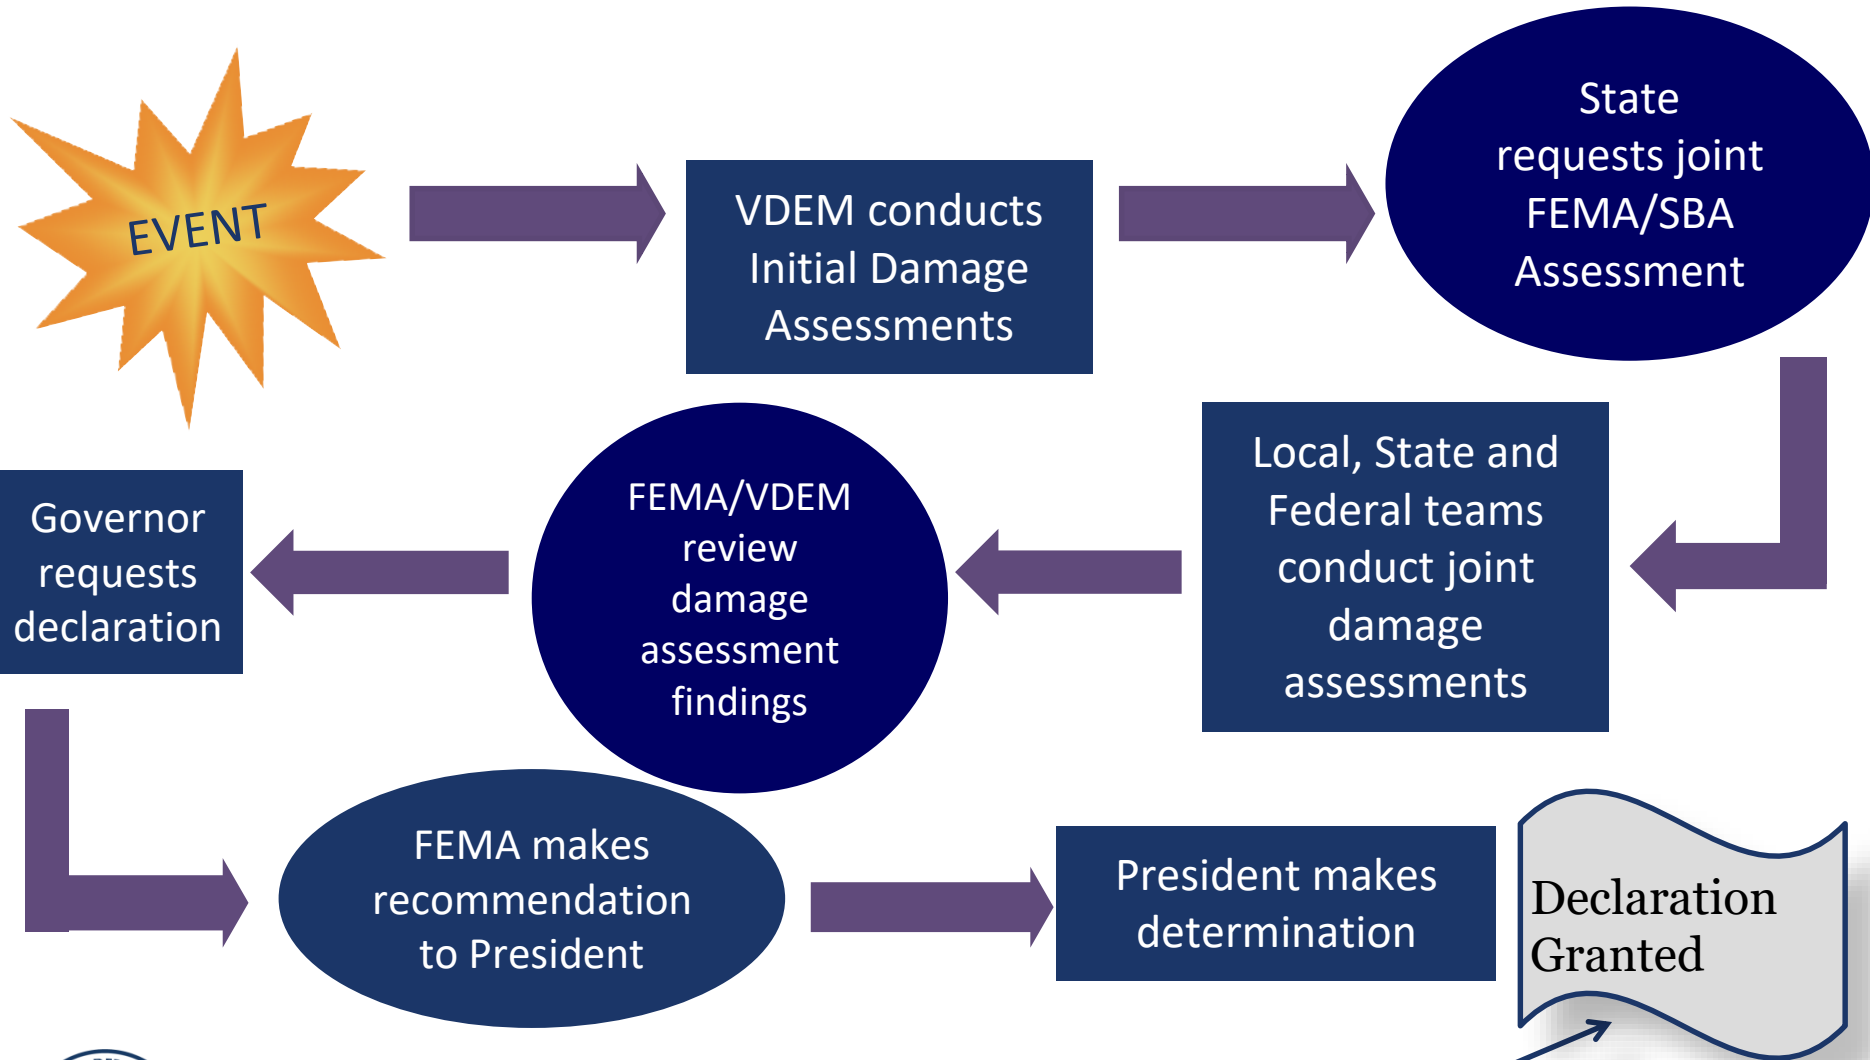 EVENT
VDEM conducts
Initial Damage
Assessments
State
requests joint
FEMA/SBA
Assessment
Local, State and
Federal teams
conduct joint
damage
assessments
FEMA/VDEM
review
damage
assessment
findings
Governor
requests
declaration
FEMA makes
recommendation
to President
President makes
determination
Declaration
Granted